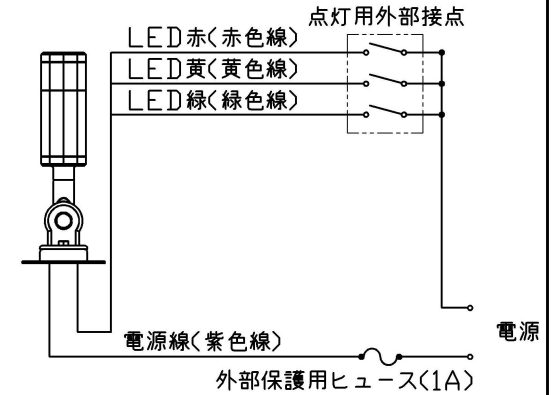 点灯用外部接点
LED赤(赤色線)
LED黄(黄色線)
LED緑(緑色線)
電源
電源線(紫色線)
外部保護用ヒューズ(1A)